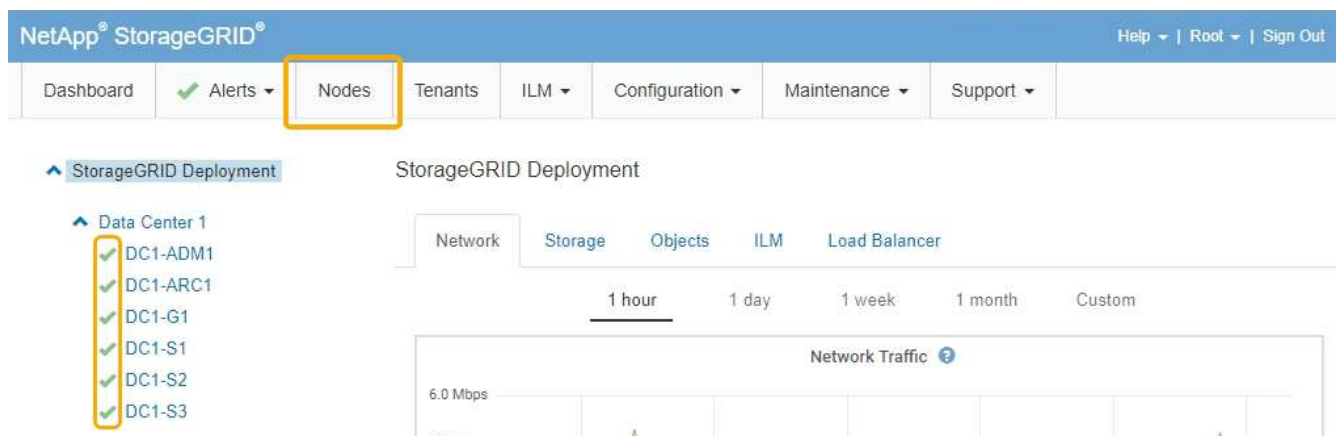 NetApp® StorageGRID®
Help | Root | Sign Out
Dashboard Alerts Nodes Tenants ILM Configuration Maintenance Support
StorageGRID Deployment
StorageGRID Deployment
Data Center 1
DC1-ADM1
DC1-ARC1
DC1-G1
DC1-S1
DC1-S2
DC1-S3
Network Storage Objects ILM Load Balancer
1 hour 1 day 1 week 1 month Custom
Network Traffic
6.0 Mbps